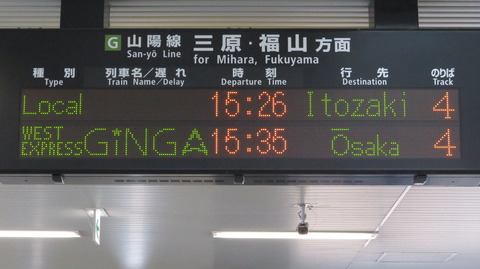 G 山陽線 三原・福山 方面
San-yō Line for Mihara, Fukuyama
種別 列車名/遅れ 時刻 行先 のりば
Type Train Name/Delay Departure Time Destination Track
Local 15:26 Itozaki 4
WEST EXPRESS GiNGA 15:35 Ōsaka 4